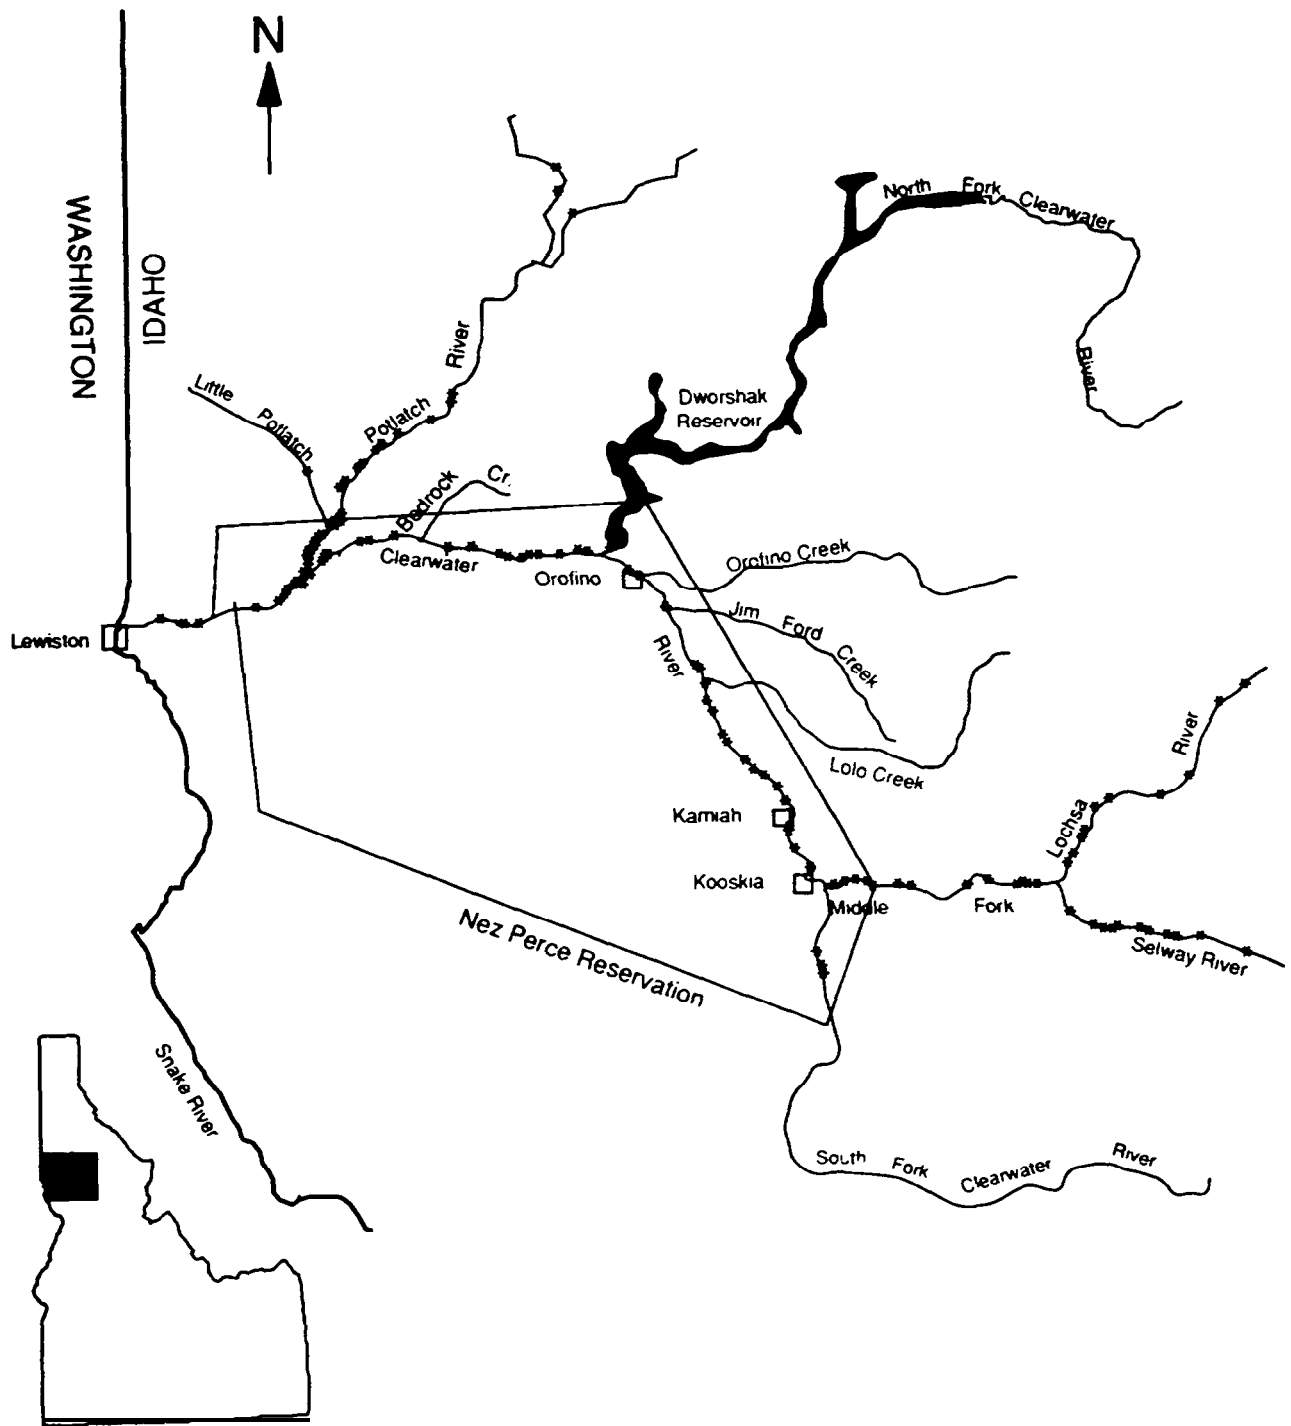 N
WASHINGTON
IDAHO
North Fork Clearwater
River
Dworshak
Reservoir
Little Potlatch
Potlatch River
Bedrock Cr.
Clearwater
Orofino
Orofino Creek
Jim Ford Creek
River
Lewiston
Lolo Creek
Kamiah
Kooskia
Middle Fork
Lochsa River
Selway River
Nez Perce Reservation
Snake River
South Fork Clearwater River